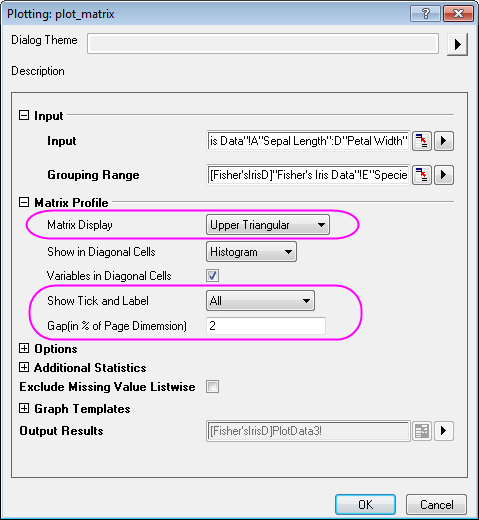 Plotting: plot_matrix
Dialog Theme
Description
Input
Input is Data"!A"Sepal Length":D"Petal Width"
Grouping Range [Fisher'sIrisD]"Fisher's Iris Data"!E"Specie
Matrix Profile
Matrix Display Upper Triangular
Show in Diagonal Cells Histogram
Variables in Diagonal Cells
Show Tick and Label All
Gap(in % of Page Dimemsion) 2
Options
Additional Statistics
Exclude Missing Value Listwise
Graph Templates
Output Results [Fisher'sIrisD]PlotData3!
OK Cancel